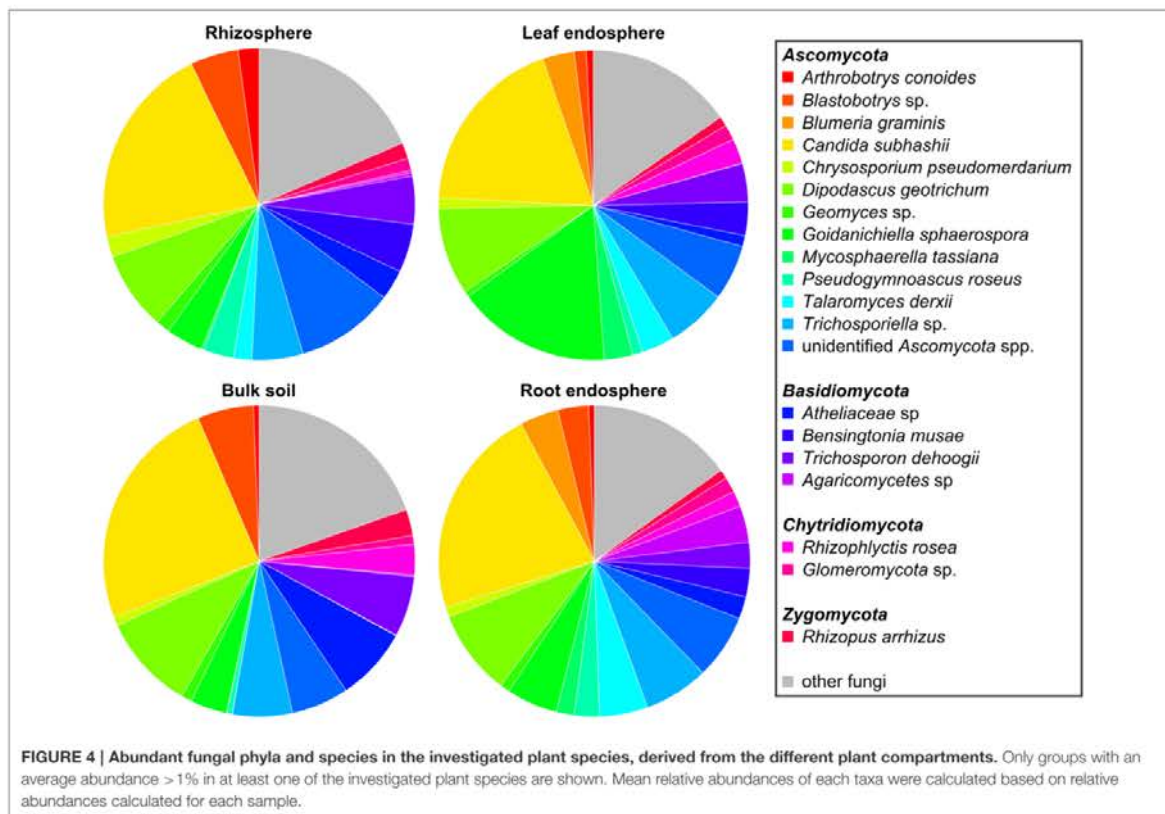 Rhizosphere
Leaf endosphere
Bulk soil
Root endosphere
Ascomycota
Arthrobotrys conoides
Blastobotrys sp.
Blumeria graminis
Candida subhashii
Chrysosporium pseudomerdarium
Dipodascus geotrichum
Geomyces sp.
Goidanichiella sphaerospora
Mycosphaerella tassiana
Pseudogymnoascus roseus
Talaromyces derxii
Trichosporiella sp.
unidentified Ascomycota spp.
Basidiomycota
Atheliaceae sp
Bensingtonia musae
Trichosporon dehoogii
Agaricomycetes sp
Chytridiomycota
Rhizophlyctis rosea
Glomeromycota sp.
Zygomycota
Rhizopus arrhizus
other fungi
FIGURE 4 | Abundant fungal phyla and species in the investigated plant species, derived from the different plant compartments. Only groups with an
average abundance >1% in at least one of the investigated plant species are shown. Mean relative abundances of each taxa were calculated based on relative
abundances calculated for each sample.